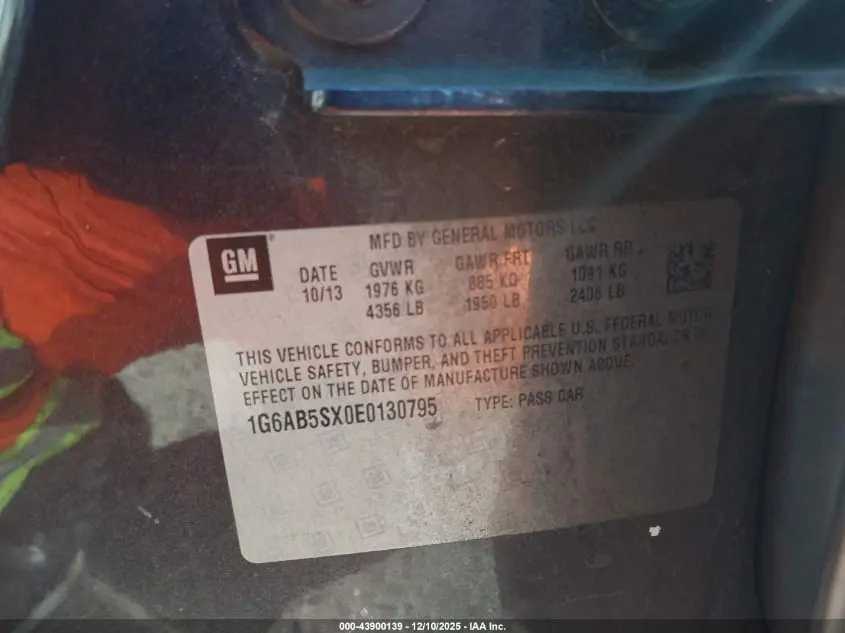 GM
MFD BY GENERAL MOTORS LLC
DATE GVWR GAWR FRT GAWR RR
10/13 1976 KG 885 KG 1091 KG
4356 LB 1950 LB 2406 LB
THIS VEHICLE CONFORMS TO ALL APPLICABLE U.S. FEDERAL MOTOR
VEHICLE SAFETY, BUMPER, AND THEFT PREVENTION STANDARDS IN
EFFECT ON THE DATE OF MANUFACTURE SHOWN ABOVE
1G6AB5SX0E0130795 TYPE: PASS CAR
000-43900139 - 12/10/2025 - IAA Inc.